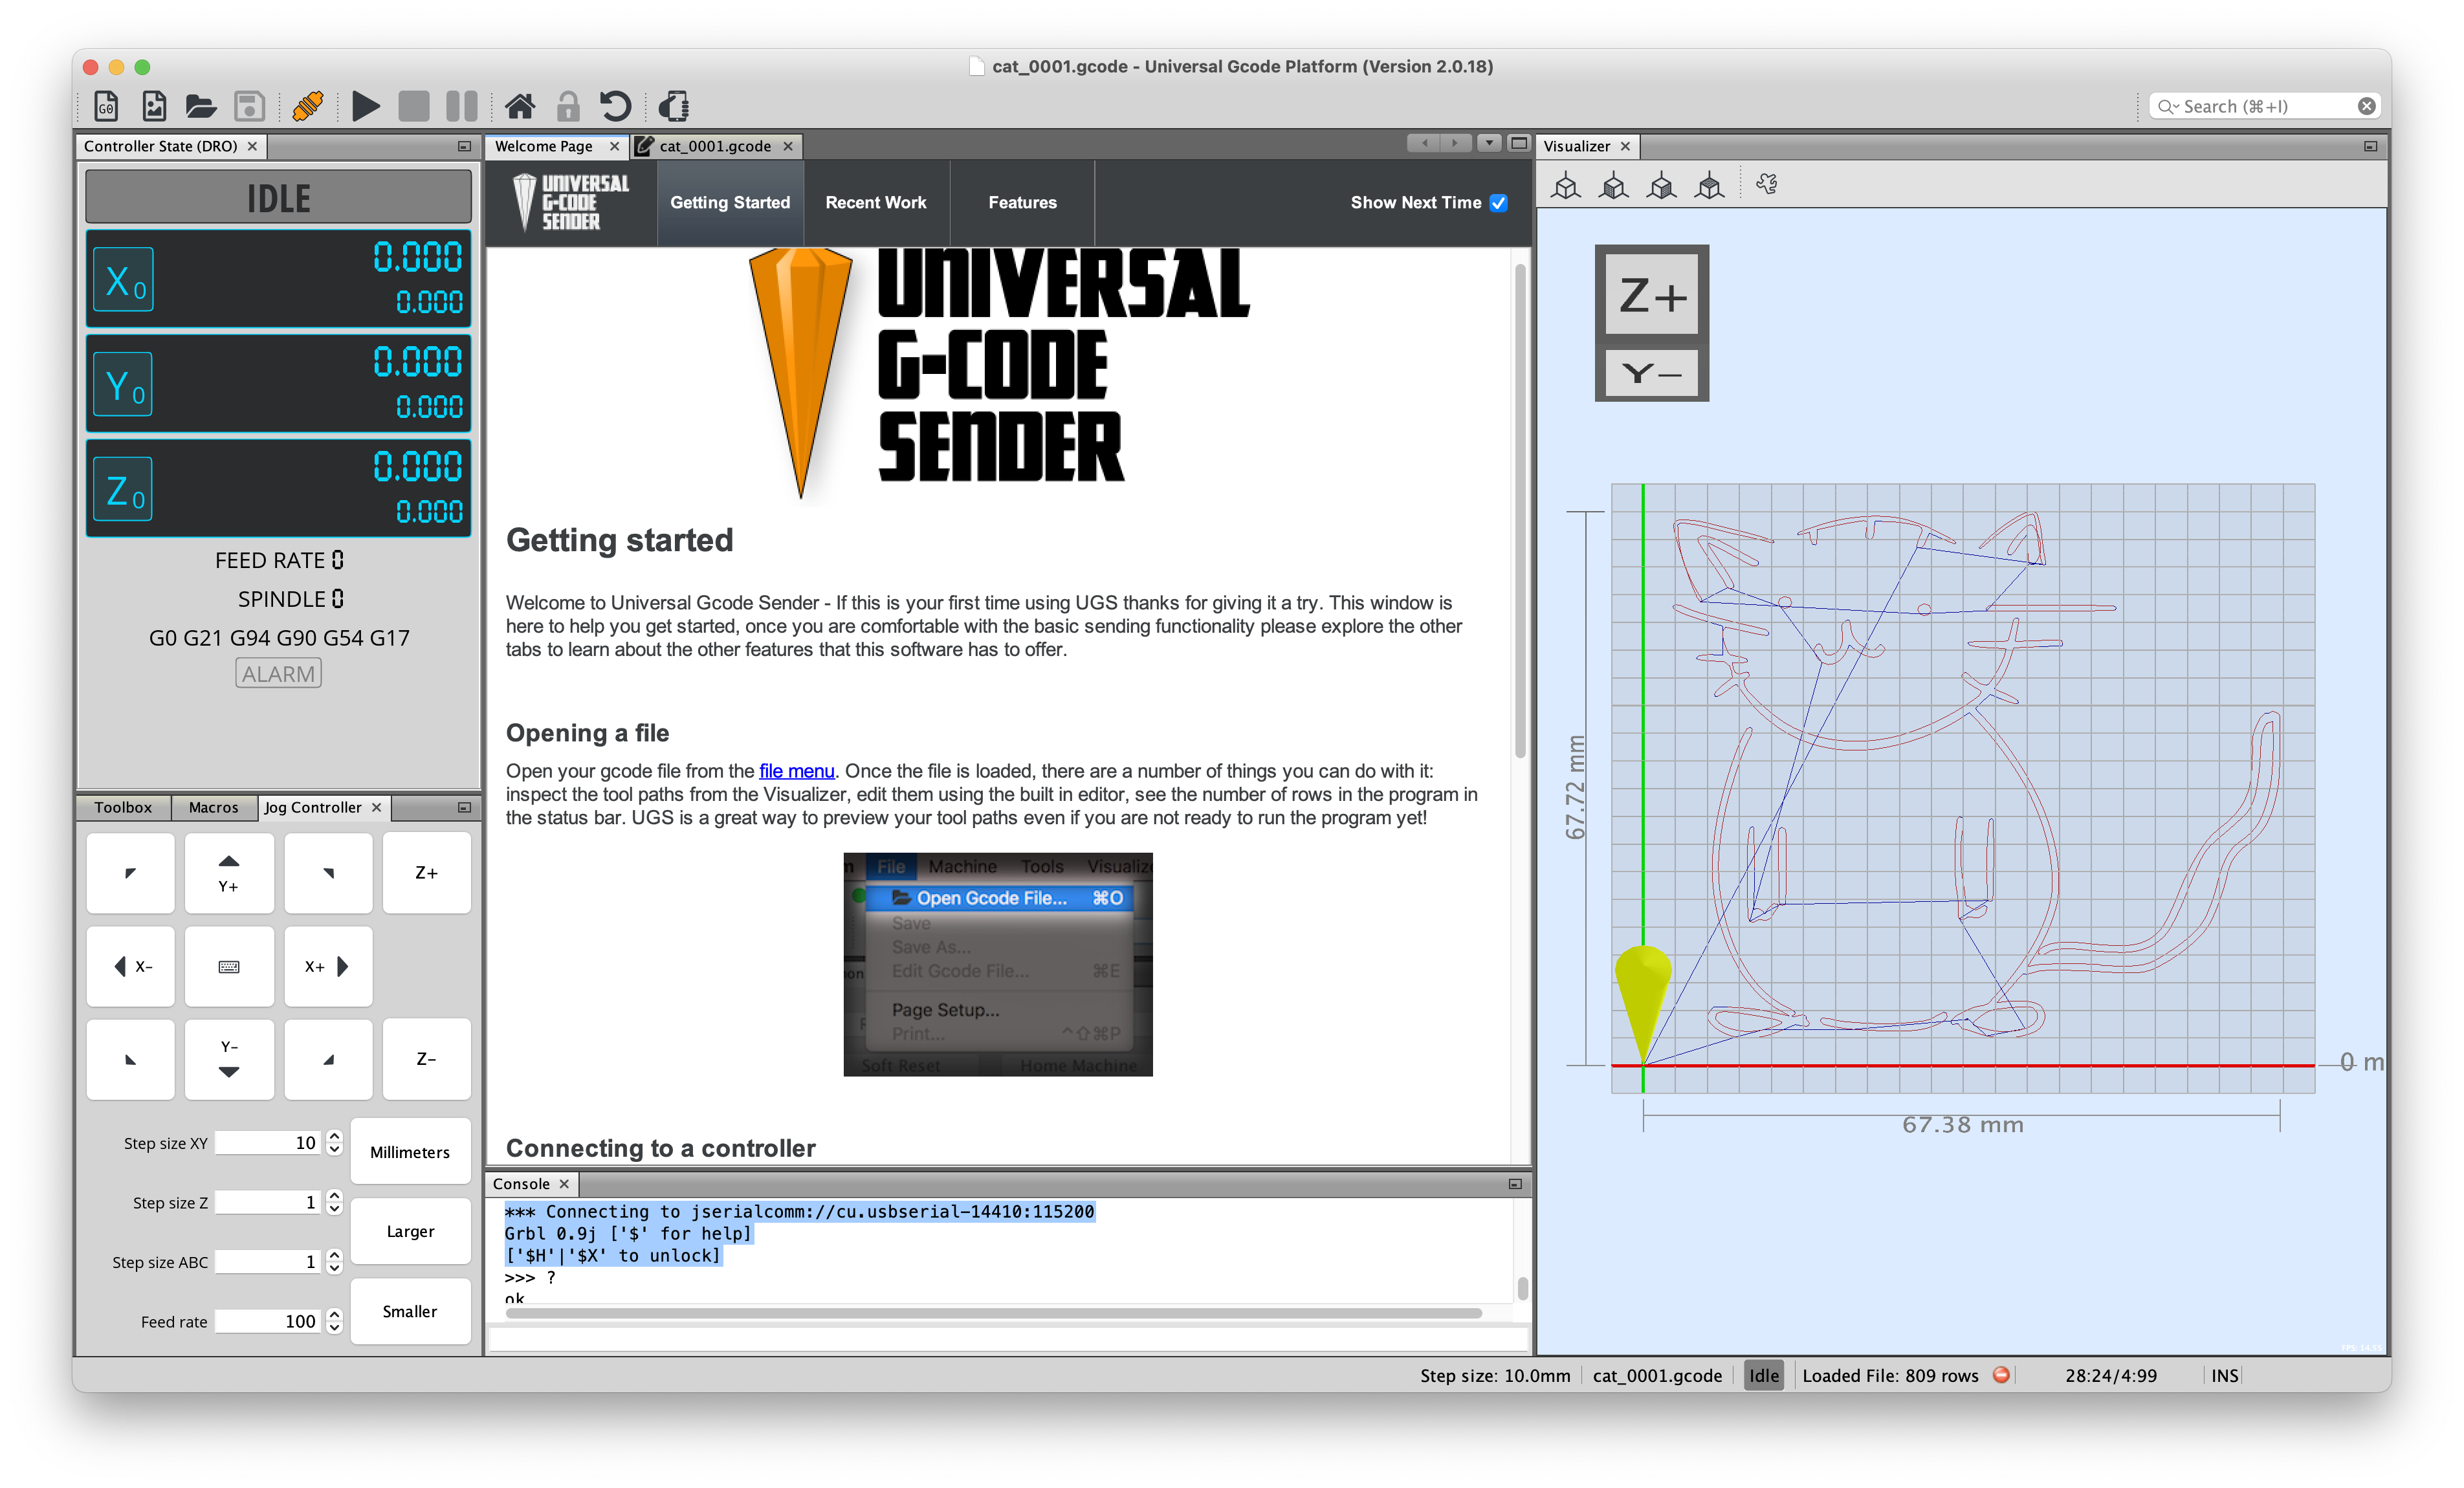 cat_0001.gcode - Universal Gcode Platform (Version 2.0.18)
G0
Search (⌘+I)
Controller State (DRO)
IDLE
X0
0.000
0.000
Y0
0.000
0.000
Z0
0.000
0.000
FEED RATE 0
SPINDLE 0
G0 G21 G94 G90 G54 G17
ALARM
Toolbox
Macros
Jog Controller
Y+
Z+
X-
X+
Y-
Z-
Step size XY
10
Millimeters
Step size Z
1
Larger
Step size ABC
1
Feed rate
100
Smaller
Welcome Page
cat_0001.gcode
UNIVERSAL
G-CODE
SENDER
Getting Started
Recent Work
Features
Show Next Time
UNIVERSAL
G-CODE
SENDER
Getting started
Welcome to Universal Gcode Sender - If this is your first time using UGS thanks for giving it a try. This window is
here to help you get started, once you are comfortable with the basic sending functionality please explore the other
tabs to learn about the other features that this software has to offer.
Opening a file
Open your gcode file from the file menu. Once the file is loaded, there are a number of things you can do with it:
inspect the tool paths from the Visualizer, edit them using the built in editor, see the number of rows in the program in
the status bar. UGS is a great way to preview your tool paths even if you are not ready to run the program yet!
File Machine Tools Visualize
Open Gcode File... ⌘O
Save
Save As...
Edit Gcode File... ⌘E
Page Setup...
Print... ^⇧⌘P
Soft Reset Home Machine
Connecting to a controller
Console
*** Connecting to jserialcomm://cu.usbserial-14410:115200
Grbl 0.9j ['$' for help]
['$H'|'$X' to unlock]
>>> ?
ok
Visualizer
Z+
Y−
67.72 mm
0 m
67.38 mm
Step size: 10.0mm
cat_0001.gcode
Idle
Loaded File: 809 rows
28:24/4:99
INS